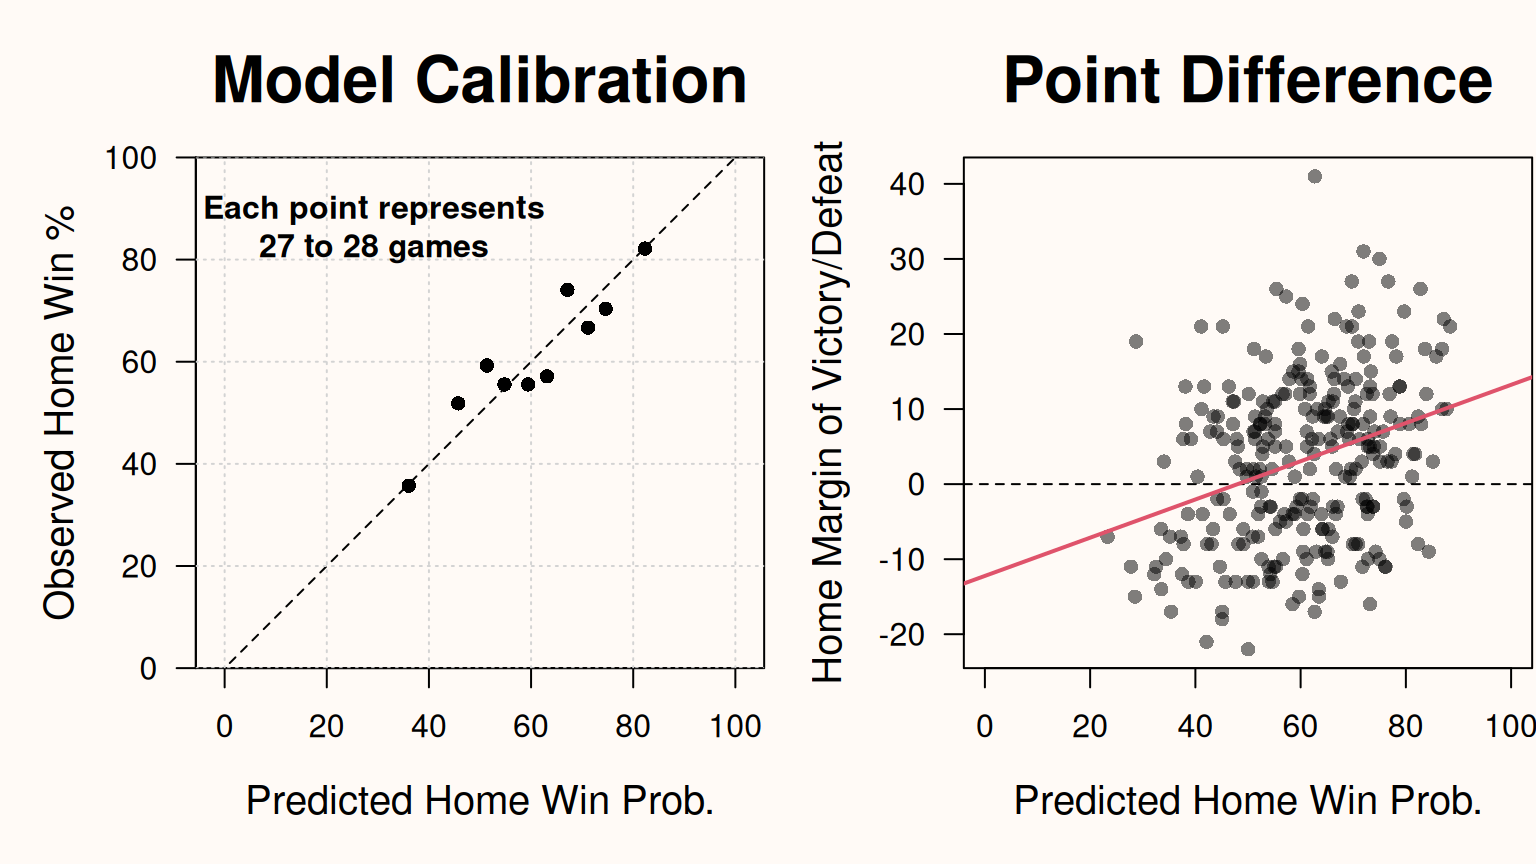 Model Calibration
Each point represents
27 to 28 games
Observed Home Win %
100
80
60
40
20
0
0 20 40 60 80 100
Predicted Home Win Prob.
Point Difference
Home Margin of Victory/Defeat
40
30
20
10
0
-10
-20
0 20 40 60 80 100
Predicted Home Win Prob.